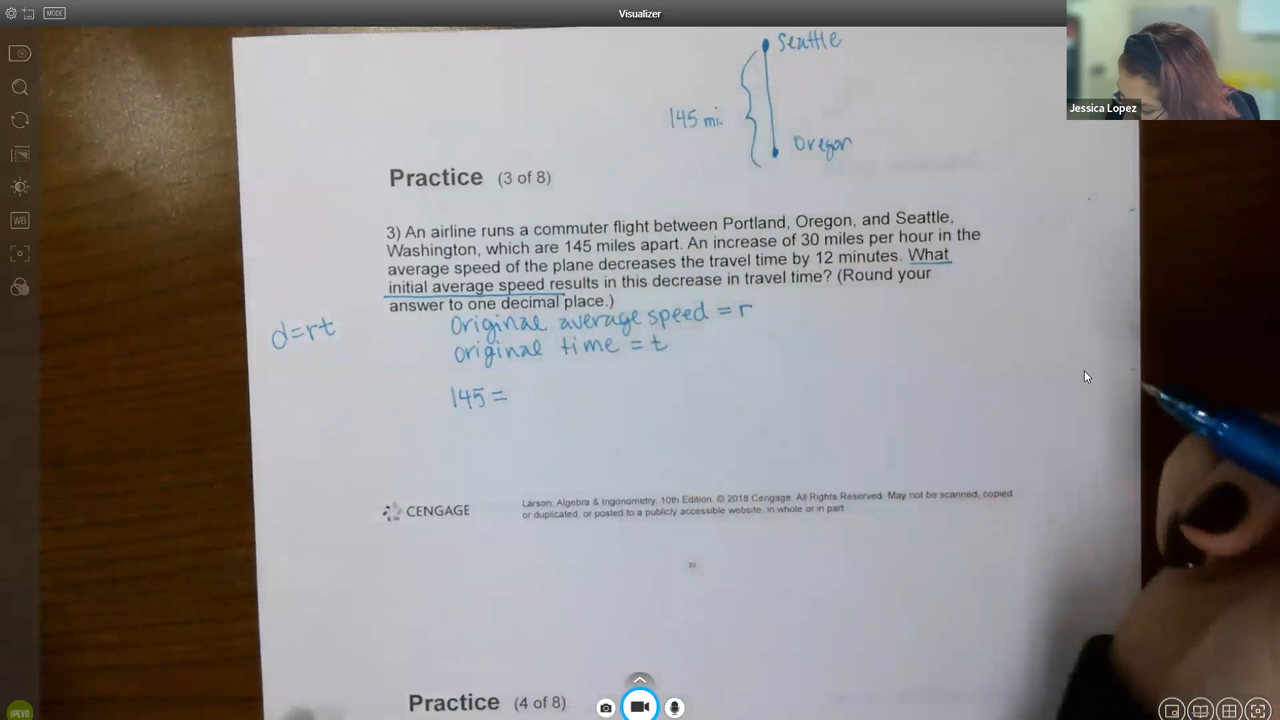 MODE
Visualizer
Seattle
145 mi.
Oregon
Jessica Lopez
Practice (3 of 8)
3) An airline runs a commuter flight between Portland, Oregon, and Seattle,
Washington, which are 145 miles apart. An increase of 30 miles per hour in the
average speed of the plane decreases the travel time by 12 minutes. What
initial average speed results in this decrease in travel time? (Round your
answer to one decimal place.)
d=rt
Original average speed = r
original time = t
145 =
CENGAGE
Larson, Algebra & Trigonometry, 10th Edition. © 2018 Cengage. All Rights Reserved. May not be scanned, copied
or duplicated, or posted to a publicly accessible website, in whole or in part.
Practice (4 of 8)
WB
IPEVO